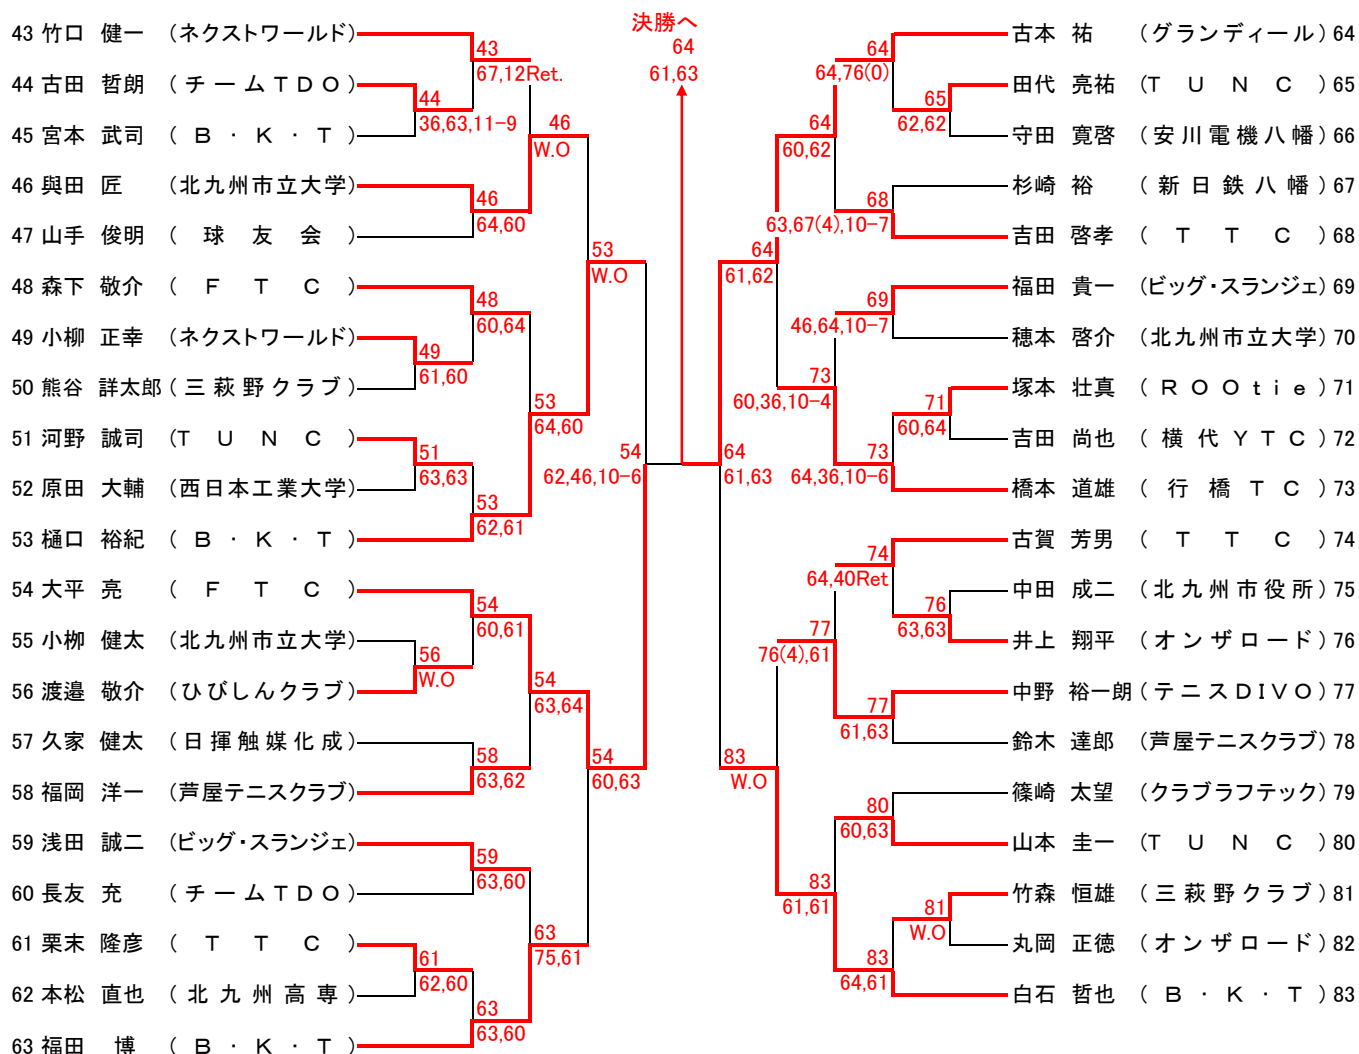 決勝へ
64
61,63
43 竹口 健一 (ネクストワールド)
44 古田 哲朗 (チームTDO)
45 宮本 武司 (B・K・T)
46 與田 匠 (北九州市立大学)
47 山手 俊明 (球友会)
48 森下 敬介 (FTC)
49 小柳 正幸 (ネクストワールド)
50 熊谷 詳太郎 (三萩野クラブ)
51 河野 誠司 (TUNC)
52 原田 大輔 (西日本工業大学)
53 樋口 裕紀 (B・K・T)
54 大平 亮 (FTC)
55 小栁 健太 (北九州市立大学)
56 渡邉 敬介 (ひびしんクラブ)
57 久家 健太 (日揮触媒化成)
58 福岡 洋一 (芦屋テニスクラブ)
59 浅田 誠二 (ビッグ・スランジェ)
60 長友 充 (チームTDO)
61 栗末 隆彦 (TTC)
62 本松 直也 (北九州高専)
63 福田 博 (B・K・T)
43
67,12Ret.
44
36,63,11-9
46
W.O
46
64,60
53
W.O
48
60,64
49
61,60
53
64,60
51
63,63
53
62,61
54
62,46,10-6
54
60,61
56
W.O
54
63,64
58
63,62
54
60,63
59
63,60
63
75,61
61
62,60
63
63,60
64
64,76(0)
65
62,62
64
60,62
68
63,67(4),10-7
64
61,62
69
46,64,10-7
73
60,36,10-4
71
60,64
73
64,36,10-6
64
61,63
74
64,40Ret
76
63,63
77
76(4),61
77
61,63
83
W.O
80
60,63
83
61,61
81
W.O
83
64,61
古本 祐 (グランディール) 64
田代 亮祐 (TUNC) 65
守田 寛啓 (安川電機八幡) 66
杉崎 裕 (新日鉄八幡) 67
吉田 啓孝 (TTC) 68
福田 貴一 (ビッグ・スランジェ) 69
穂本 啓介 (北九州市立大学) 70
塚本 壮真 (ROOtie) 71
吉田 尚也 (横代YTC) 72
橋本 道雄 (行橋TC) 73
古賀 芳男 (TTC) 74
中田 成二 (北九州市役所) 75
井上 翔平 (オンザロード) 76
中野 裕一朗 (テニスDIVO) 77
鈴木 達郎 (芦屋テニスクラブ) 78
篠崎 太望 (クラブラフテック) 79
山本 圭一 (TUNC) 80
竹森 恒雄 (三萩野クラブ) 81
丸岡 正徳 (オンザロード) 82
白石 哲也 (B・K・T) 83